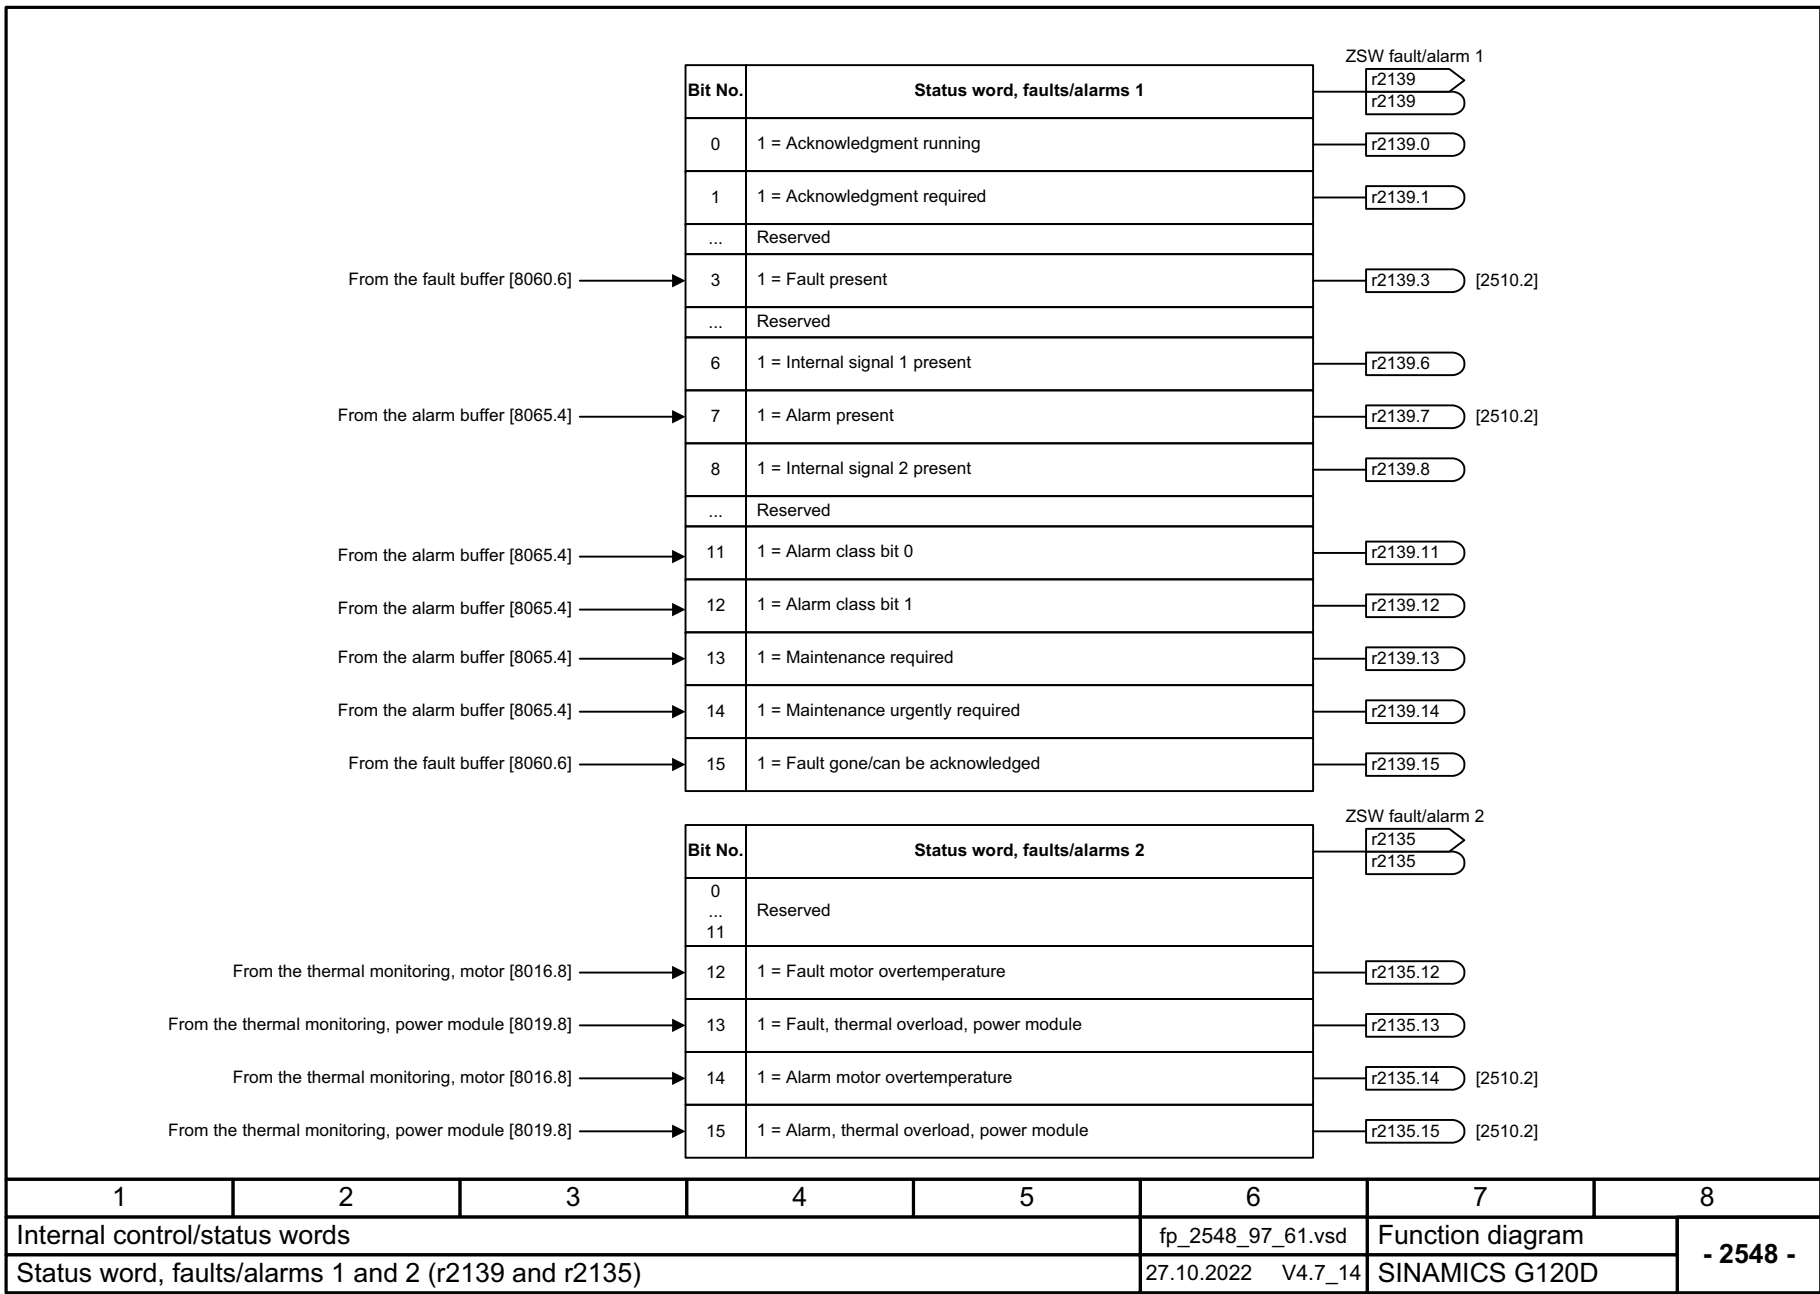 ZSW fault/alarm 1
Bit No. Status word, faults/alarms 1 r2139
r2139
0 1 = Acknowledgment running r2139.0
1 1 = Acknowledgment required r2139.1
... Reserved
From the fault buffer [8060.6] 3 1 = Fault present r2139.3 [2510.2]
... Reserved
6 1 = Internal signal 1 present r2139.6
From the alarm buffer [8065.4] 7 1 = Alarm present r2139.7 [2510.2]
8 1 = Internal signal 2 present r2139.8
... Reserved
From the alarm buffer [8065.4] 11 1 = Alarm class bit 0 r2139.11
From the alarm buffer [8065.4] 12 1 = Alarm class bit 1 r2139.12
From the alarm buffer [8065.4] 13 1 = Maintenance required r2139.13
From the alarm buffer [8065.4] 14 1 = Maintenance urgently required r2139.14
From the fault buffer [8060.6] 15 1 = Fault gone/can be acknowledged r2139.15
ZSW fault/alarm 2
Bit No. Status word, faults/alarms 2 r2135
r2135
0
... Reserved
11
From the thermal monitoring, motor [8016.8] 12 1 = Fault motor overtemperature r2135.12
From the thermal monitoring, power module [8019.8] 13 1 = Fault, thermal overload, power module r2135.13
From the thermal monitoring, motor [8016.8] 14 1 = Alarm motor overtemperature r2135.14 [2510.2]
From the thermal monitoring, power module [8019.8] 15 1 = Alarm, thermal overload, power module r2135.15 [2510.2]
1 2 3 4 5 6 7 8
Internal control/status words fp_2548_97_61.vsd Function diagram - 2548 -
Status word, faults/alarms 1 and 2 (r2139 and r2135) 27.10.2022 V4.7_14 SINAMICS G120D